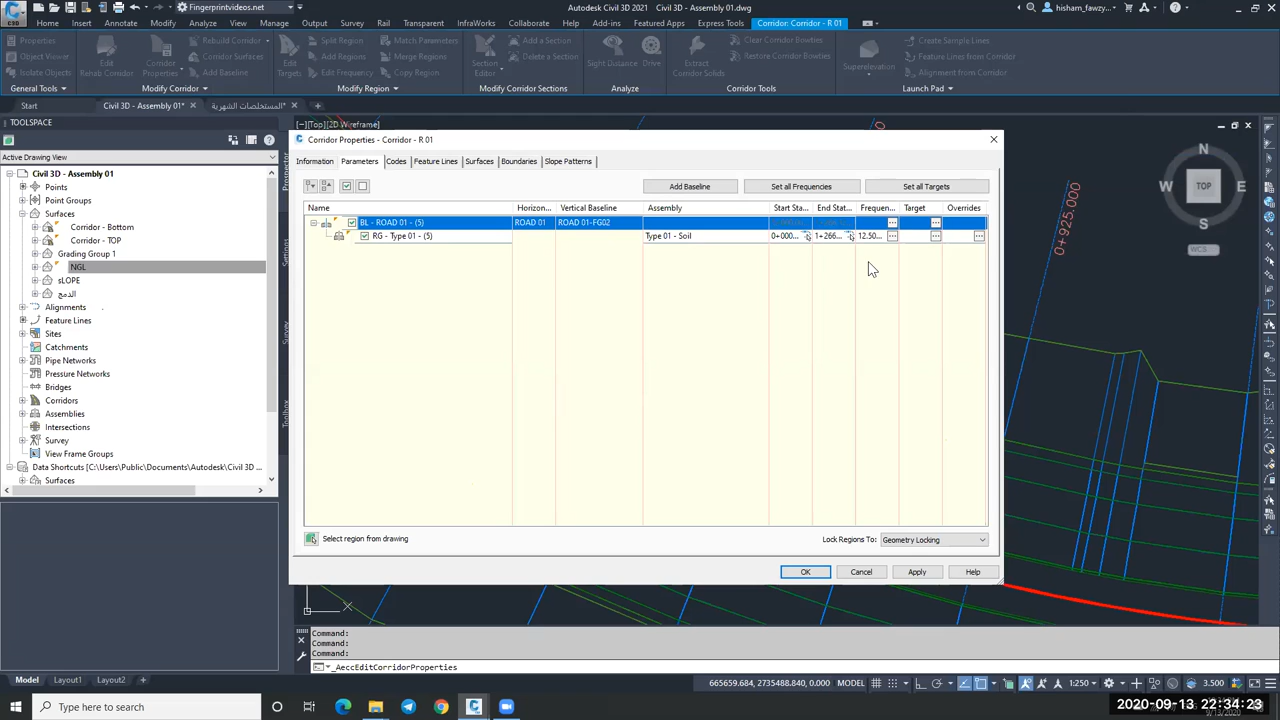 C3D
Fingerprintvideos.net
Autodesk Civil 3D 2021 Civil 3D - Assembly 01.dwg
hisham_fawzy...
Home Insert Annotate Modify Analyze View Manage Output Survey Rail Transparent InfraWorks Collaborate Help Add-ins Featured Apps Express Tools Corridor: Corridor - R 01
Properties
Object Viewer
Isolate Objects
Edit Rehab Corridor
Corridor Properties
Rebuild Corridor
Corridor Surfaces
Add Baseline
Edit Targets
Split Region
Add Regions
Edit Frequency
Match Parameters
Merge Regions
Copy Region
Section Editor
Add a Section
Delete a Section
Sight Distance
Drive
Extract Corridor Solids
Clear Corridor Bowties
Restore Corridor Bowties
Superelevation
Create Sample Lines
Feature Lines from Corridor
Alignment from Corridor
General Tools Modify Corridor Modify Region Modify Corridor Sections Analyze Corridor Tools Launch Pad
Start
Civil 3D - Assembly 01*
المستخلصات الشهرية*
TOOLSPACE
Active Drawing View
Civil 3D - Assembly 01
Points
Point Groups
Surfaces
Corridor - Bottom
Corridor - TOP
Grading Group 1
NGL
sLOPE
الدمج
Alignments
Feature Lines
Sites
Catchments
Pipe Networks
Pressure Networks
Bridges
Corridors
Assemblies
Intersections
Survey
View Frame Groups
Data Shortcuts [C:\Users\Public\Documents\Autodesk\Civil 3D ...
Surfaces
Prospector
Settings
Survey
Toolbox
[−][Top][2D Wireframe]
Corridor Properties - Corridor - R 01
Information Parameters Codes Feature Lines Surfaces Boundaries Slope Patterns
Add Baseline
Set all Frequencies
Set all Targets
Name Horizon... Vertical Baseline Assembly Start Sta... End Stat... Frequen... Target Overrides
BL - ROAD 01 - (5) ROAD 01 ROAD 01-FG02
RG - Type 01 - (5) Type 01 - Soil 0+000... 1+266... 12.50...
Select region from drawing
Lock Regions To: Geometry Locking
OK Cancel Apply Help
0+925.000
N
W TOP E
S
WCS
X
Command:
Command:
Command:
_AeccEditCorridorProperties
Model Layout1 Layout2
665659.684, 2735488.840, 0.000 MODEL 1:250 3.500
Type here to search
2020-09-13 22:34:23